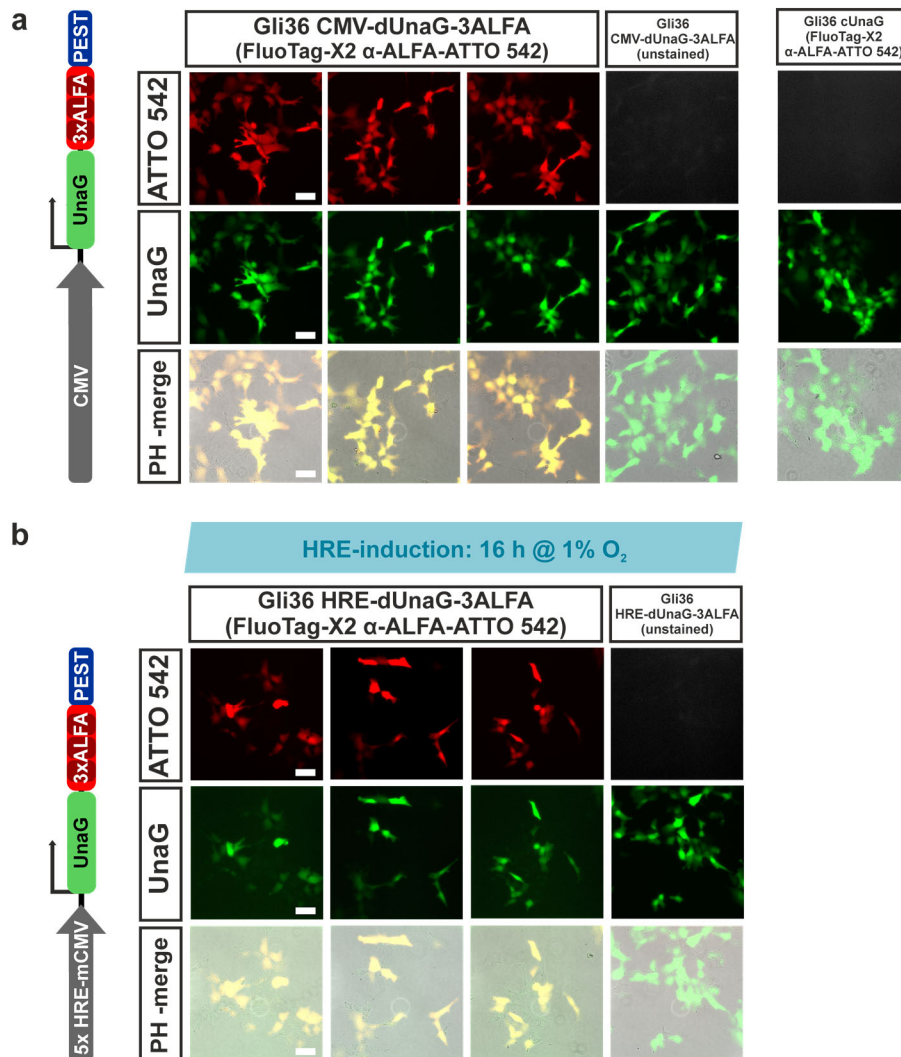 a
Gli36 CMV-dUnaG-3ALFA
(FluoTag-X2 α-ALFA-ATTO 542)
Gli36
CMV-dUnaG-3ALFA
(unstained)
Gli36 cUnaG
(FluoTag-X2
α-ALFA-ATTO 542)
PEST
3xALFA
UnaG
CMV
ATTO 542
UnaG
PH -merge
b
HRE-induction: 16 h @ 1% O₂
Gli36 HRE-dUnaG-3ALFA
(FluoTag-X2 α-ALFA-ATTO 542)
Gli36
HRE-dUnaG-3ALFA
(unstained)
PEST
3xALFA
UnaG
5x HRE-mCMV
ATTO 542
UnaG
PH -merge